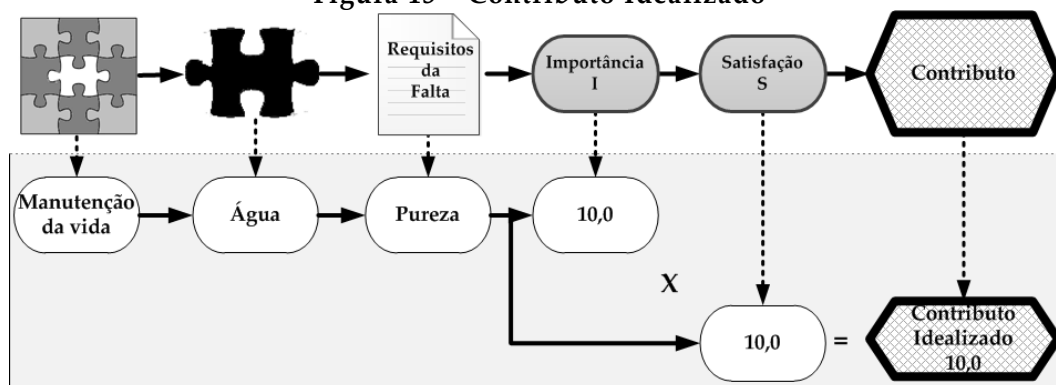 Figura 15 – Contributo Idealizado
Requisitos
da
Falta
Importância
I
Satisfação
S
Contributo
Manutenção
da vida
Água
Pureza
10,0
X
10,0
=
Contributo
Idealizado
10,0